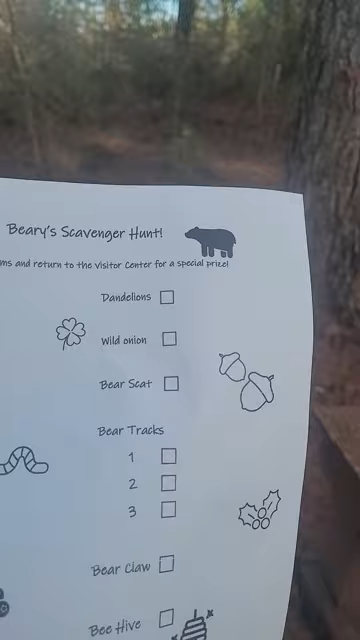 Beary's Scavenger Hunt!
and return to the Visitor Center for a special prize!
Dandelions
Wild onion
Bear Scat
Bear Tracks
1
2
3
Bear Claw
Bee Hive